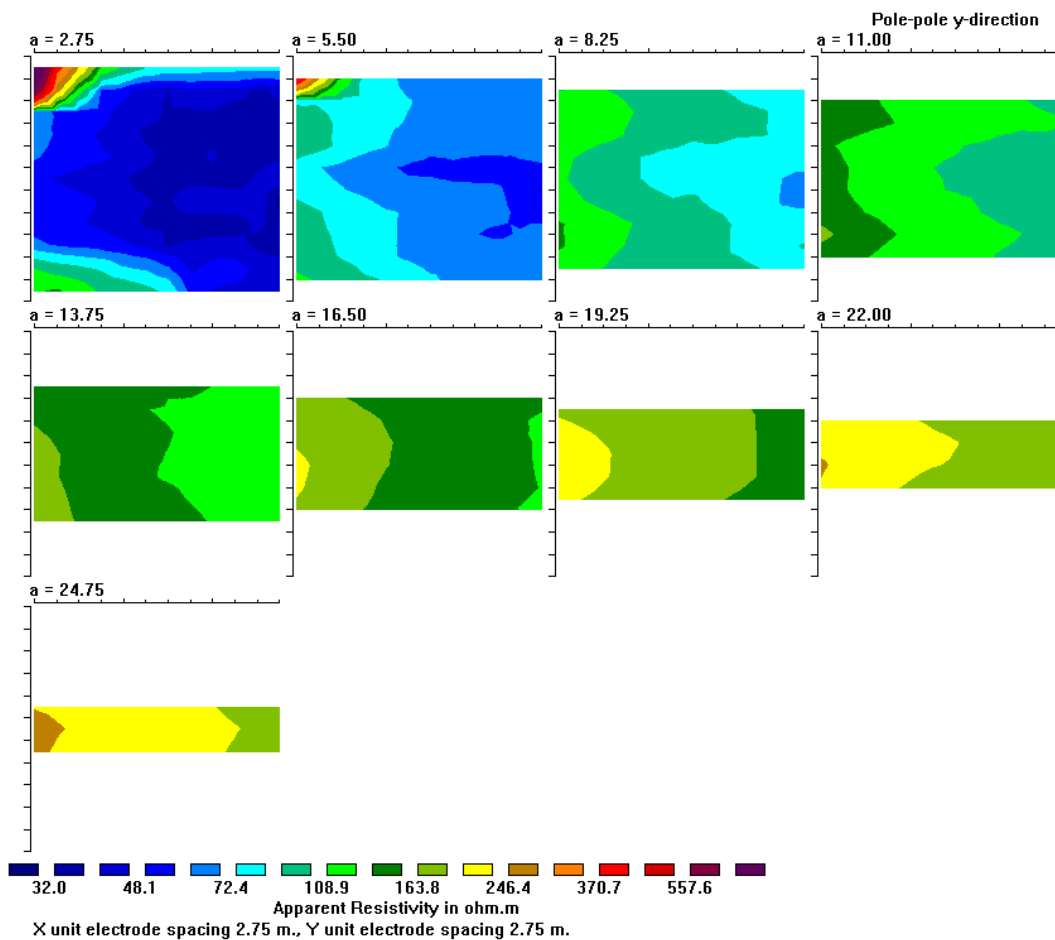 Pole-pole y-direction
a = 2.75
a = 5.50
a = 8.25
a = 11.00
a = 13.75
a = 16.50
a = 19.25
a = 22.00
a = 24.75
32.0 48.1 72.4 108.9 163.8 246.4 370.7 557.6
Apparent Resistivity in ohm.m
X unit electrode spacing 2.75 m., Y unit electrode spacing 2.75 m.